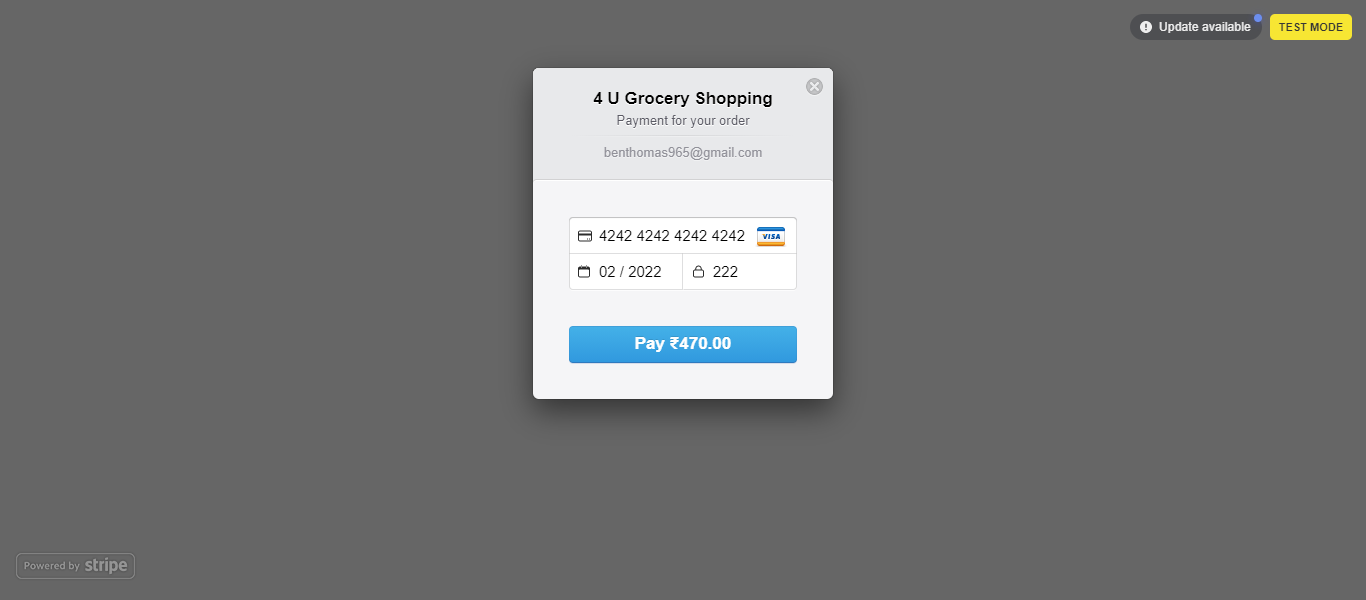 Update available
TEST MODE
4 U Grocery Shopping
Payment for your order
benthomas965@gmail.com
4242 4242 4242 4242 VISA
02 / 2022 222
Pay ₹470.00
Powered by stripe